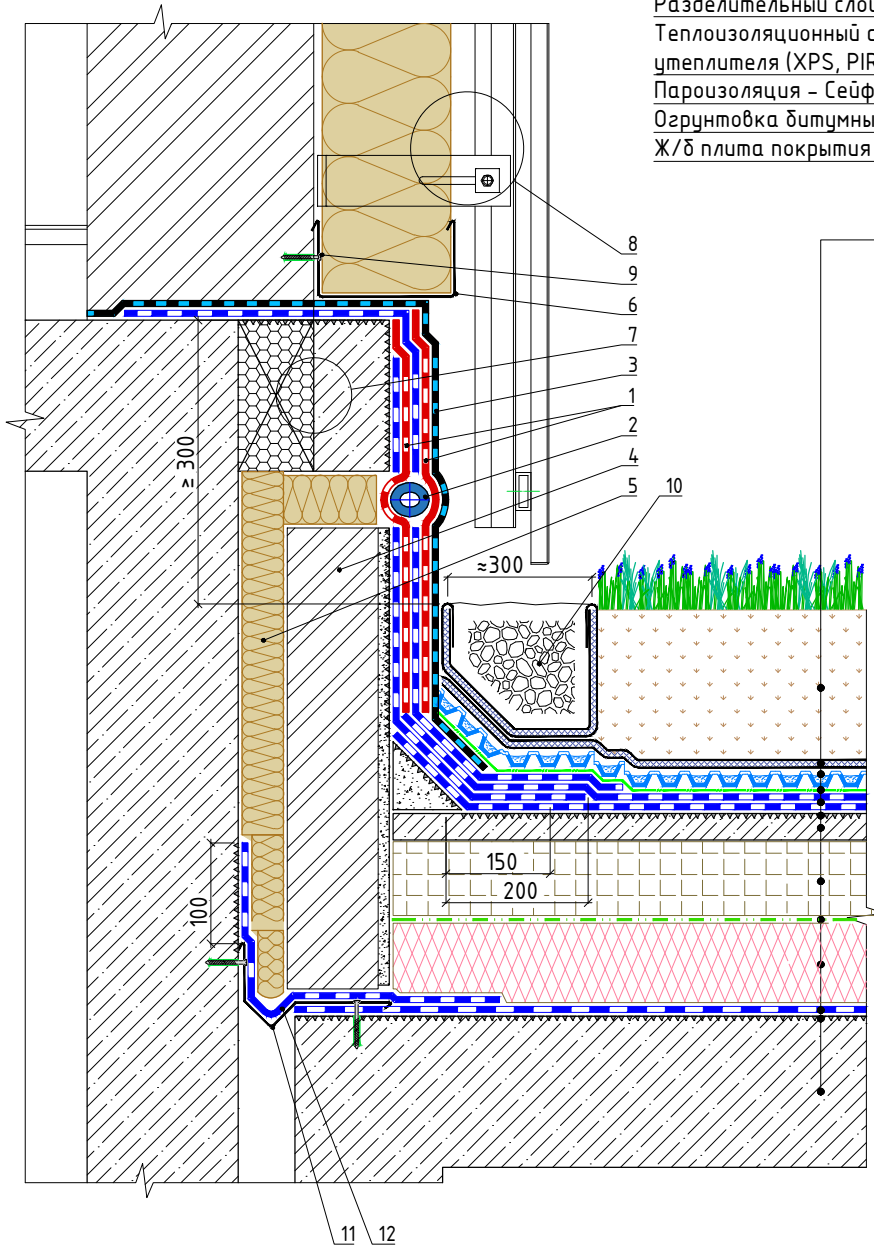 Разделительный слой
Теплоизоляционный с
утеплителя (XPS, PIR
Пароизоляция – Сейф
Огрунтовка битумны
Ж/б плита покрытия
8
9
6
7
3
1
2
4
5
10
≥ 300
≈300
150
200
100
11
12